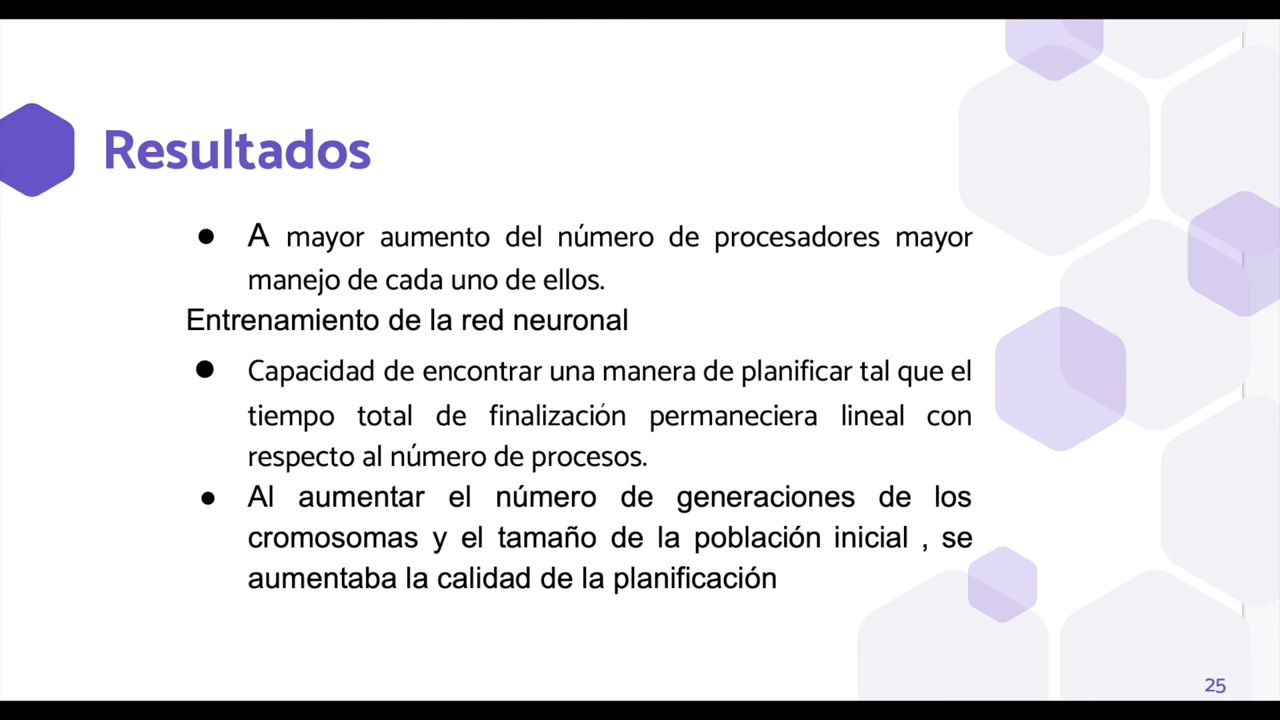 Resultados
● A mayor aumento del número de procesadores mayor
manejo de cada uno de ellos.
Entrenamiento de la red neuronal
● Capacidad de encontrar una manera de planificar tal que el
tiempo total de finalización permaneciera lineal con
respecto al número de procesos.
● Al aumentar el número de generaciones de los
cromosomas y el tamaño de la población inicial , se
aumentaba la calidad de la planificación
25